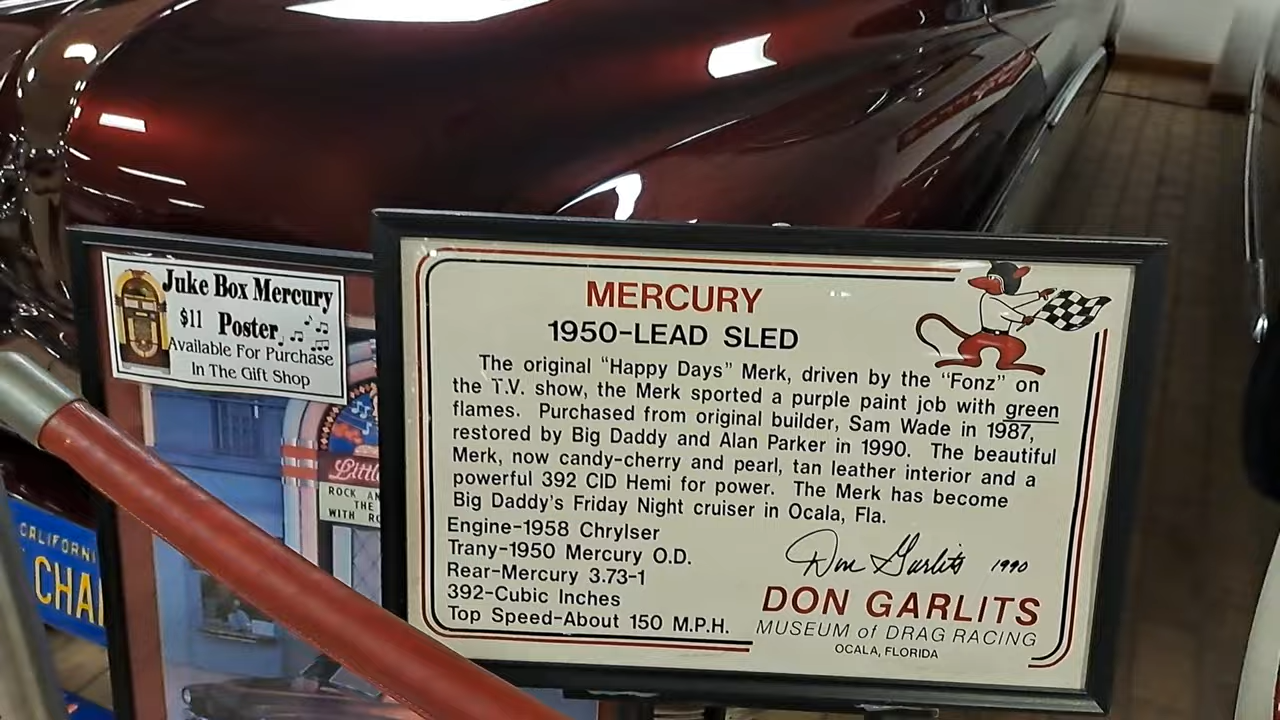 Juke Box Mercury
$11 Poster
Available For Purchase
In The Gift Shop
Little
ROCK
THE
WITH
CALIFORNI
CHA
MERCURY
1950-LEAD SLED
The original "Happy Days" Merk, driven by the "Fonz" on
the T.V. show, the Merk sported a purple paint job with green
flames. Purchased from original builder, Sam Wade in 1987,
restored by Big Daddy and Alan Parker in 1990. The beautiful
Merk, now candy-cherry and pearl, tan leather interior and a
powerful 392 CID Hemi for power. The Merk has become
Big Daddy's Friday Night cruiser in Ocala, Fla.
Engine-1958 Chrylser
Trany-1950 Mercury O.D.
Rear-Mercury 3.73-1
392-Cubic Inches
Top Speed-About 150 M.P.H.
Don Garlits 1990
DON GARLITS
MUSEUM of DRAG RACING
OCALA, FLORIDA